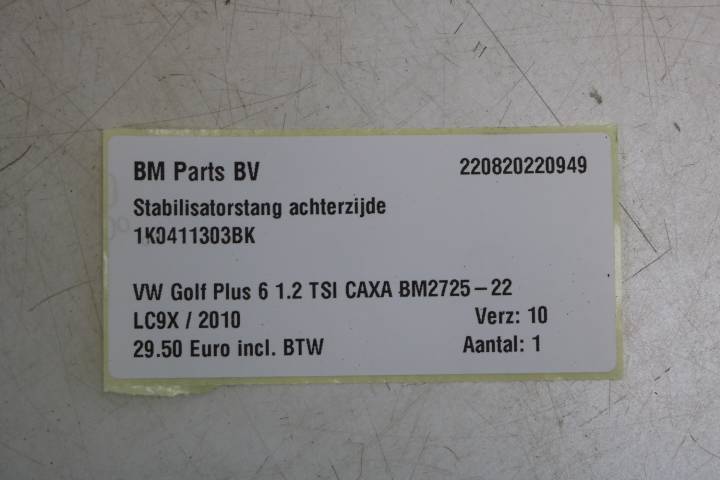 BM Parts BV 220820220949
Stabilisatorstang achterzijde
1K0411303BK
VW Golf Plus 6 1.2 TSI CAXA BM2725-22
LC9X / 2010 Verz: 10
29.50 Euro incl. BTW Aantal: 1